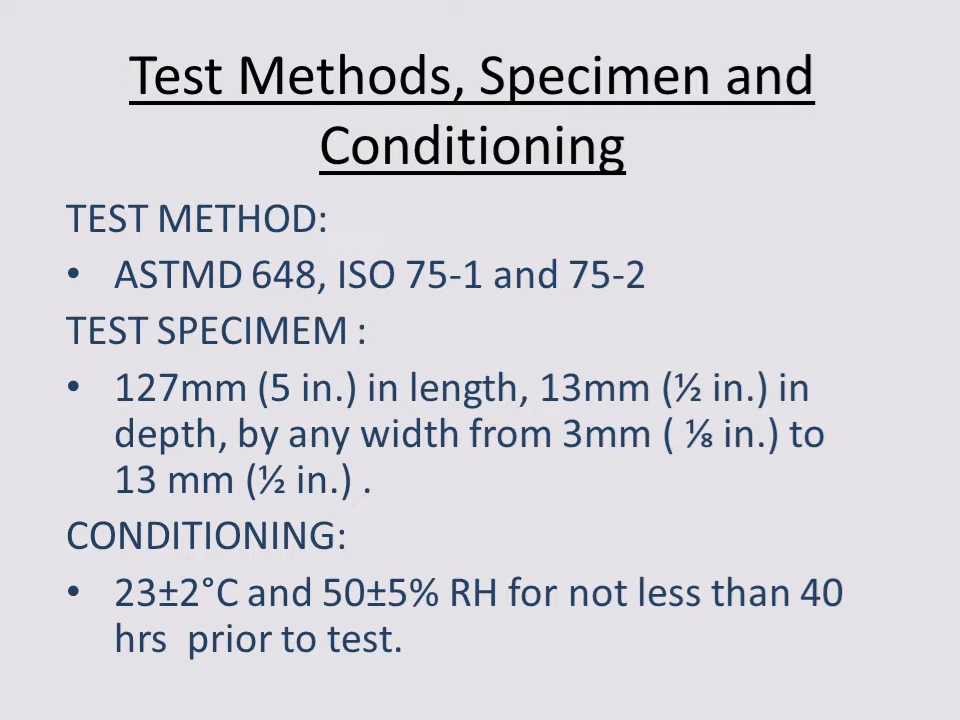 Test Methods, Specimen and
Conditioning
TEST METHOD:
• ASTMD 648, ISO 75-1 and 75-2
TEST SPECIMEM :
• 127mm (5 in.) in length, 13mm (½ in.) in
depth, by any width from 3mm ( ⅛ in.) to
13 mm (½ in.) .
CONDITIONING:
• 23±2°C and 50±5% RH for not less than 40
hrs  prior to test.